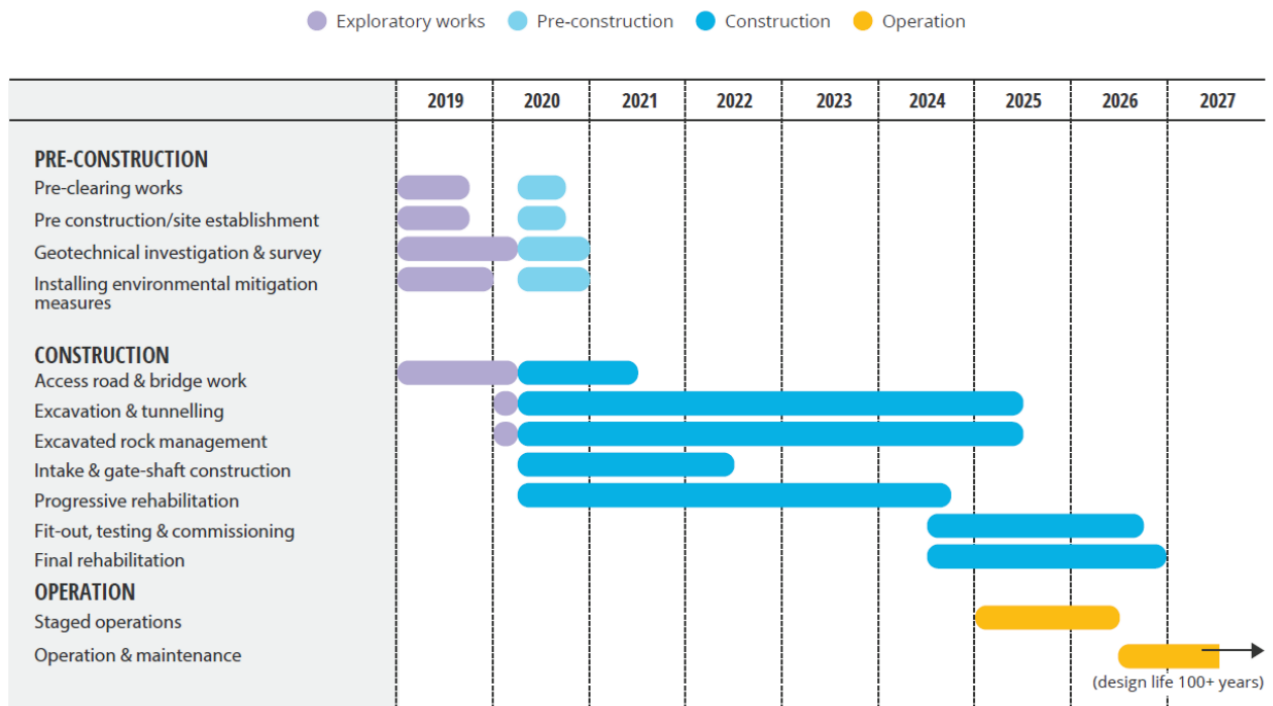 Exploratory works Pre-construction Construction Operation
2019 2020 2021 2022 2023 2024 2025 2026 2027
PRE-CONSTRUCTION
Pre-clearing works
Pre construction/site establishment
Geotechnical investigation & survey
Installing environmental mitigation
measures
CONSTRUCTION
Access road & bridge work
Excavation & tunnelling
Excavated rock management
Intake & gate-shaft construction
Progressive rehabilitation
Fit-out, testing & commissioning
Final rehabilitation
OPERATION
Staged operations
Operation & maintenance
(design life 100+ years)